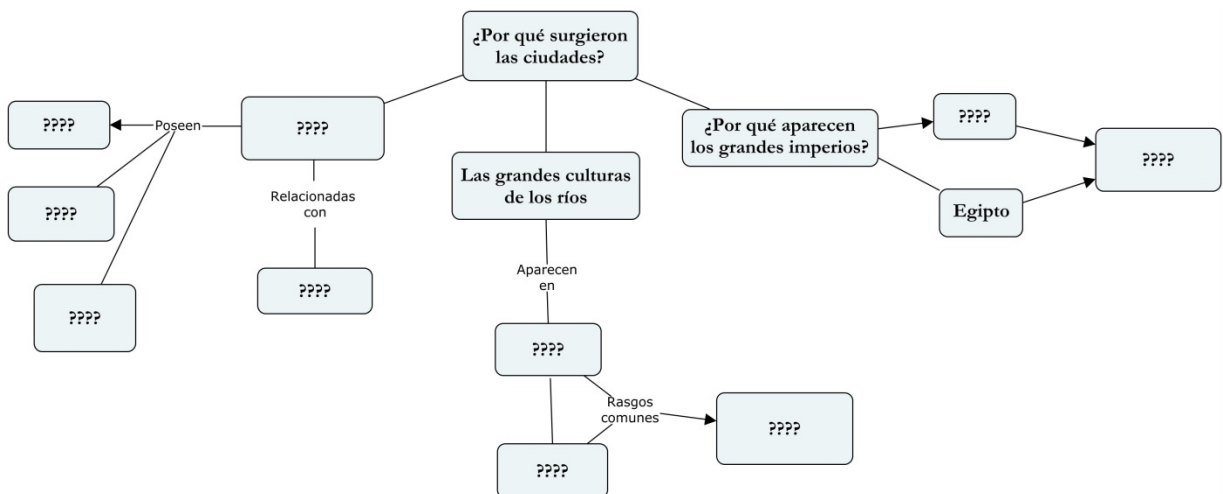 ¿Por qué surgieron
las ciudades?
????
Poseen
????
????
????
Relacionadas
con
????
Las grandes culturas
de los ríos
Aparecen
en
????
????
Rasgos
comunes
????
¿Por qué aparecen
los grandes imperios?
????
Egipto
????